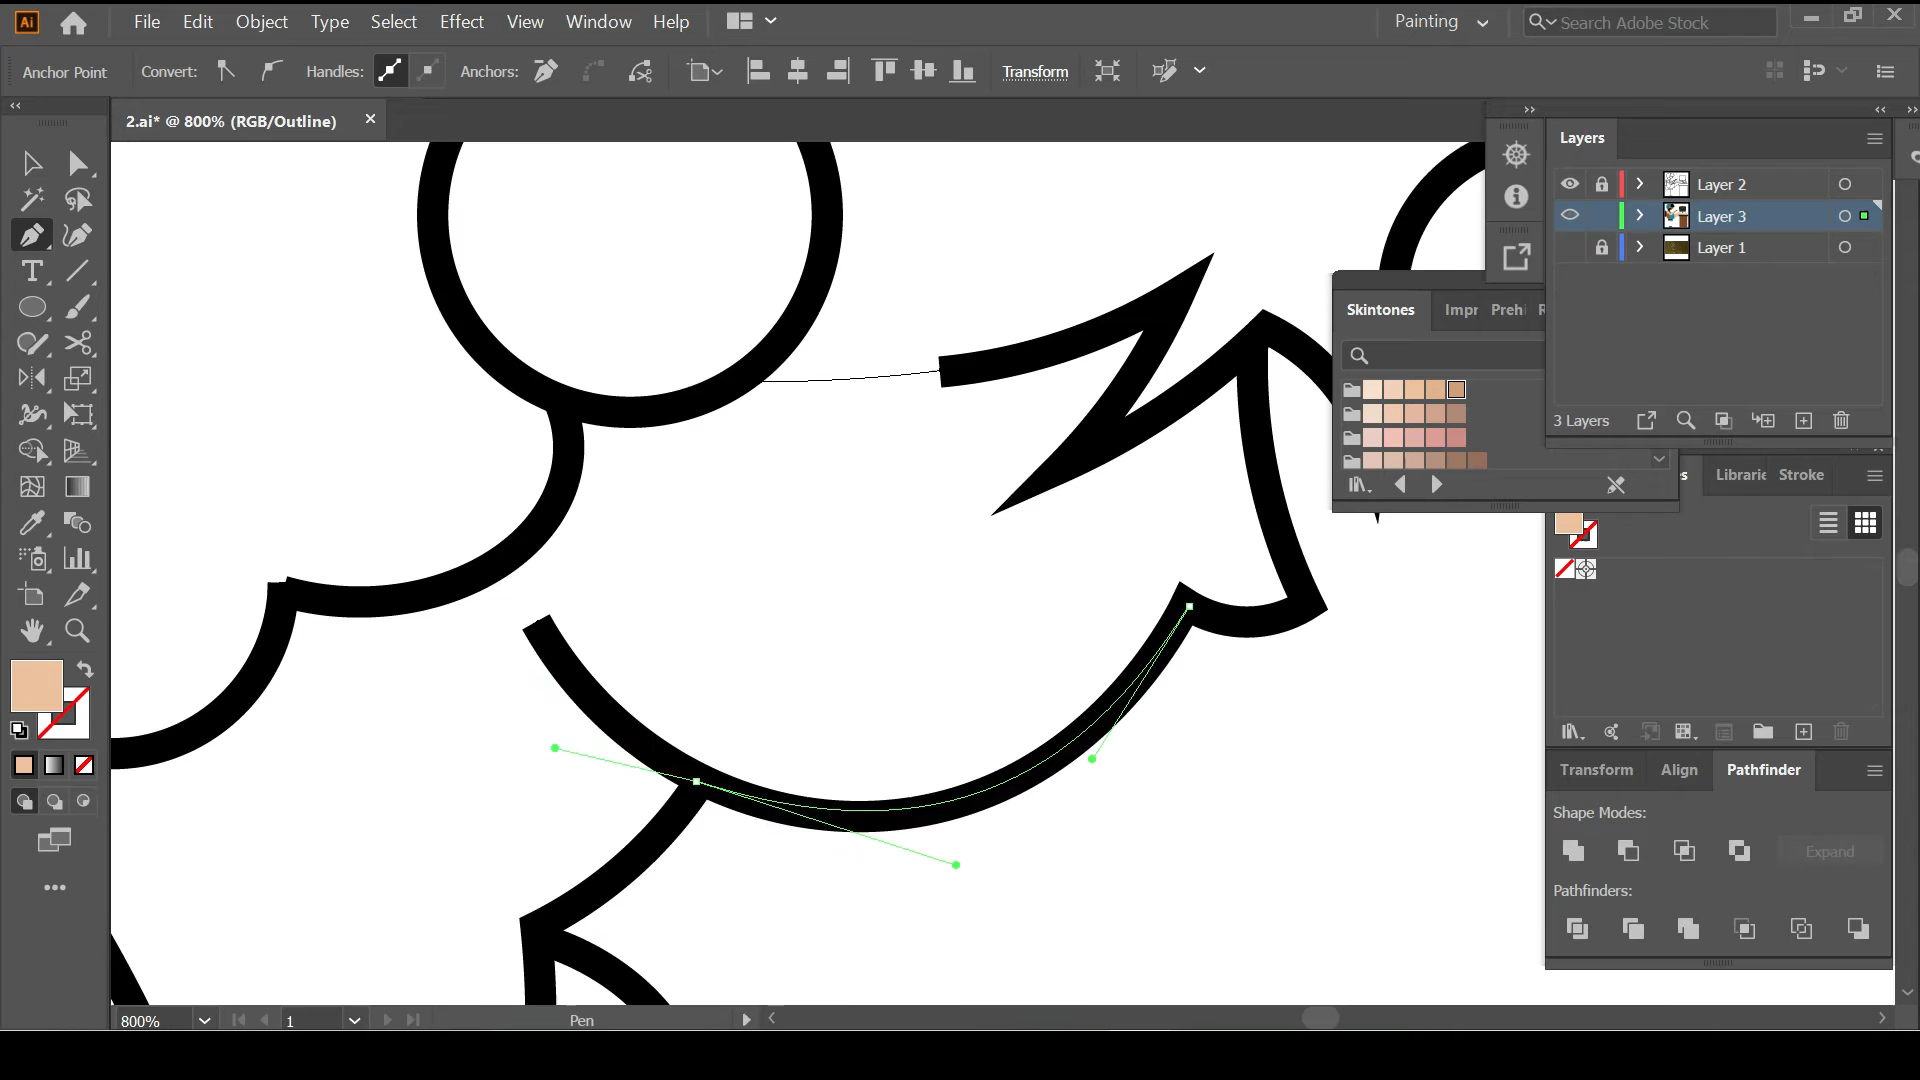 Ai File Edit Object Type Select Effect View Window Help Painting Search Adobe Stock
Anchor Point Convert: Handles: Anchors: Transform
2.ai* @ 800% (RGB/Outline)
Layers
Layer 2
Layer 3
Layer 1
3 Layers
Skintones Impr Prehi
Librarie Stroke
Transform Align Pathfinder
Shape Modes:
Expand
Pathfinders:
800% 1 Pen